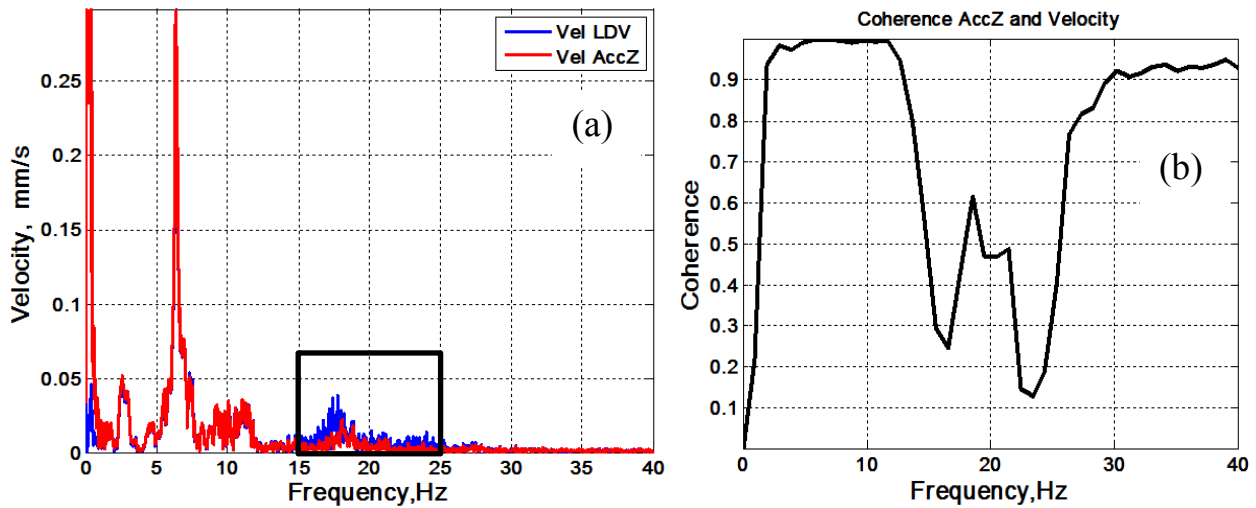 Vel LDV
Vel AccZ
(a)
0.25
0.2
0.15
0.1
0.05
0
Velocity, mm/s
0 5 10 15 20 25 30 35 40
Frequency,Hz
Coherence AccZ and Velocity
(b)
0.9
0.8
0.7
0.6
0.5
0.4
0.3
0.2
0.1
Coherence
0 10 20 30 40
Frequency,Hz